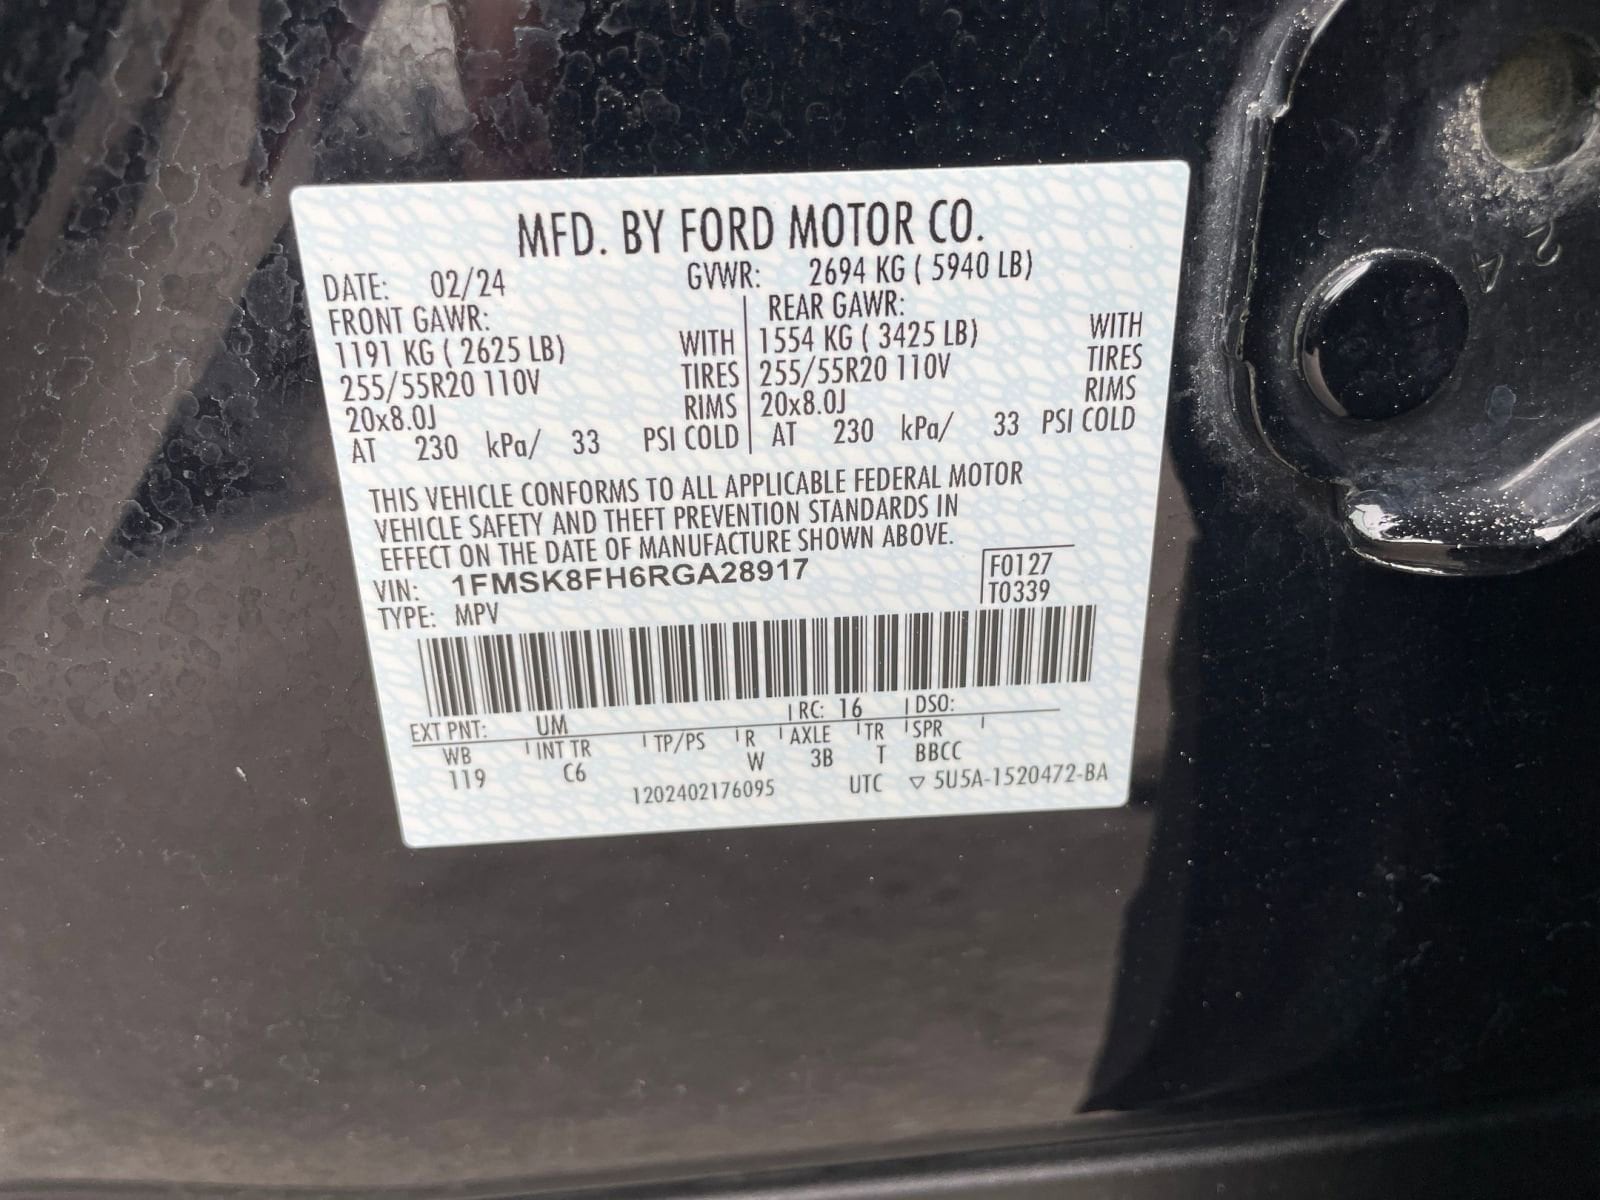 MFD. BY FORD MOTOR CO.
DATE: 02/24 GVWR: 2694 KG ( 5940 LB)
FRONT GAWR: REAR GAWR:
1191 KG ( 2625 LB) WITH 1554 KG ( 3425 LB) WITH
255/55R20 110V TIRES 255/55R20 110V TIRES
20x8.0J RIMS 20x8.0J RIMS
AT 230 kPa/ 33 PSI COLD AT 230 kPa/ 33 PSI COLD
THIS VEHICLE CONFORMS TO ALL APPLICABLE FEDERAL MOTOR
VEHICLE SAFETY AND THEFT PREVENTION STANDARDS IN
EFFECT ON THE DATE OF MANUFACTURE SHOWN ABOVE.
VIN: 1FMSK8FH6RGA28917 F0127
TYPE: MPV T0339
EXT PNT: UM RC: 16 DSO:
WB INT TR TP/PS R AXLE TR SPR
119 C6 W 3B T BBCC
1202402176095 UTC ▽ 5U5A-1520472-BA